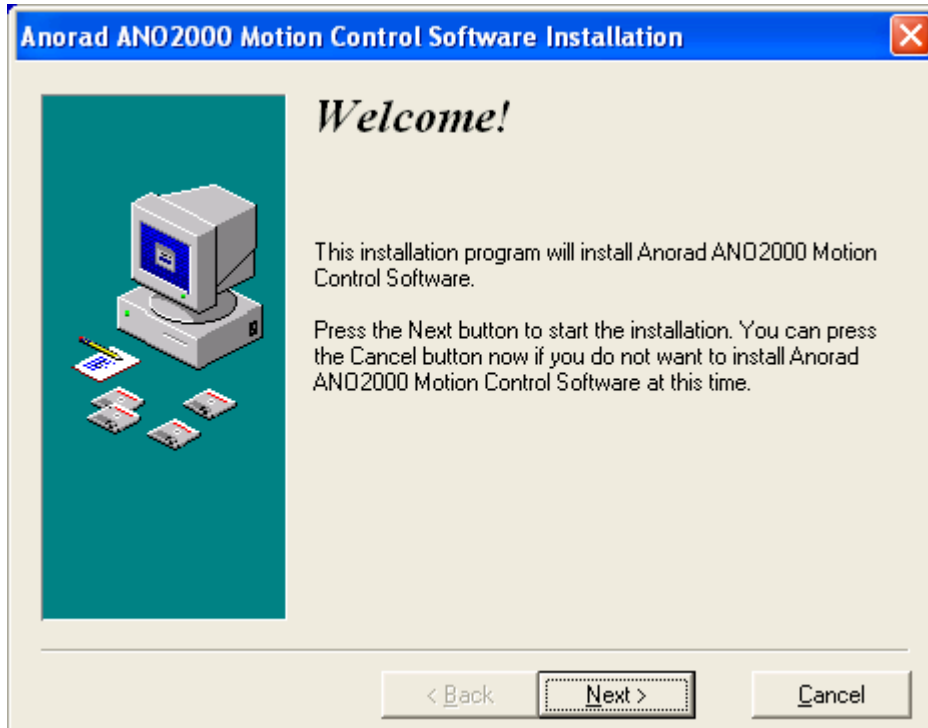 Anorad ANO2000 Motion Control Software Installation
Welcome!
This installation program will install Anorad ANO2000 Motion
Control Software.
Press the Next button to start the installation. You can press
the Cancel button now if you do not want to install Anorad
ANO2000 Motion Control Software at this time.
< Back
Next >
Cancel